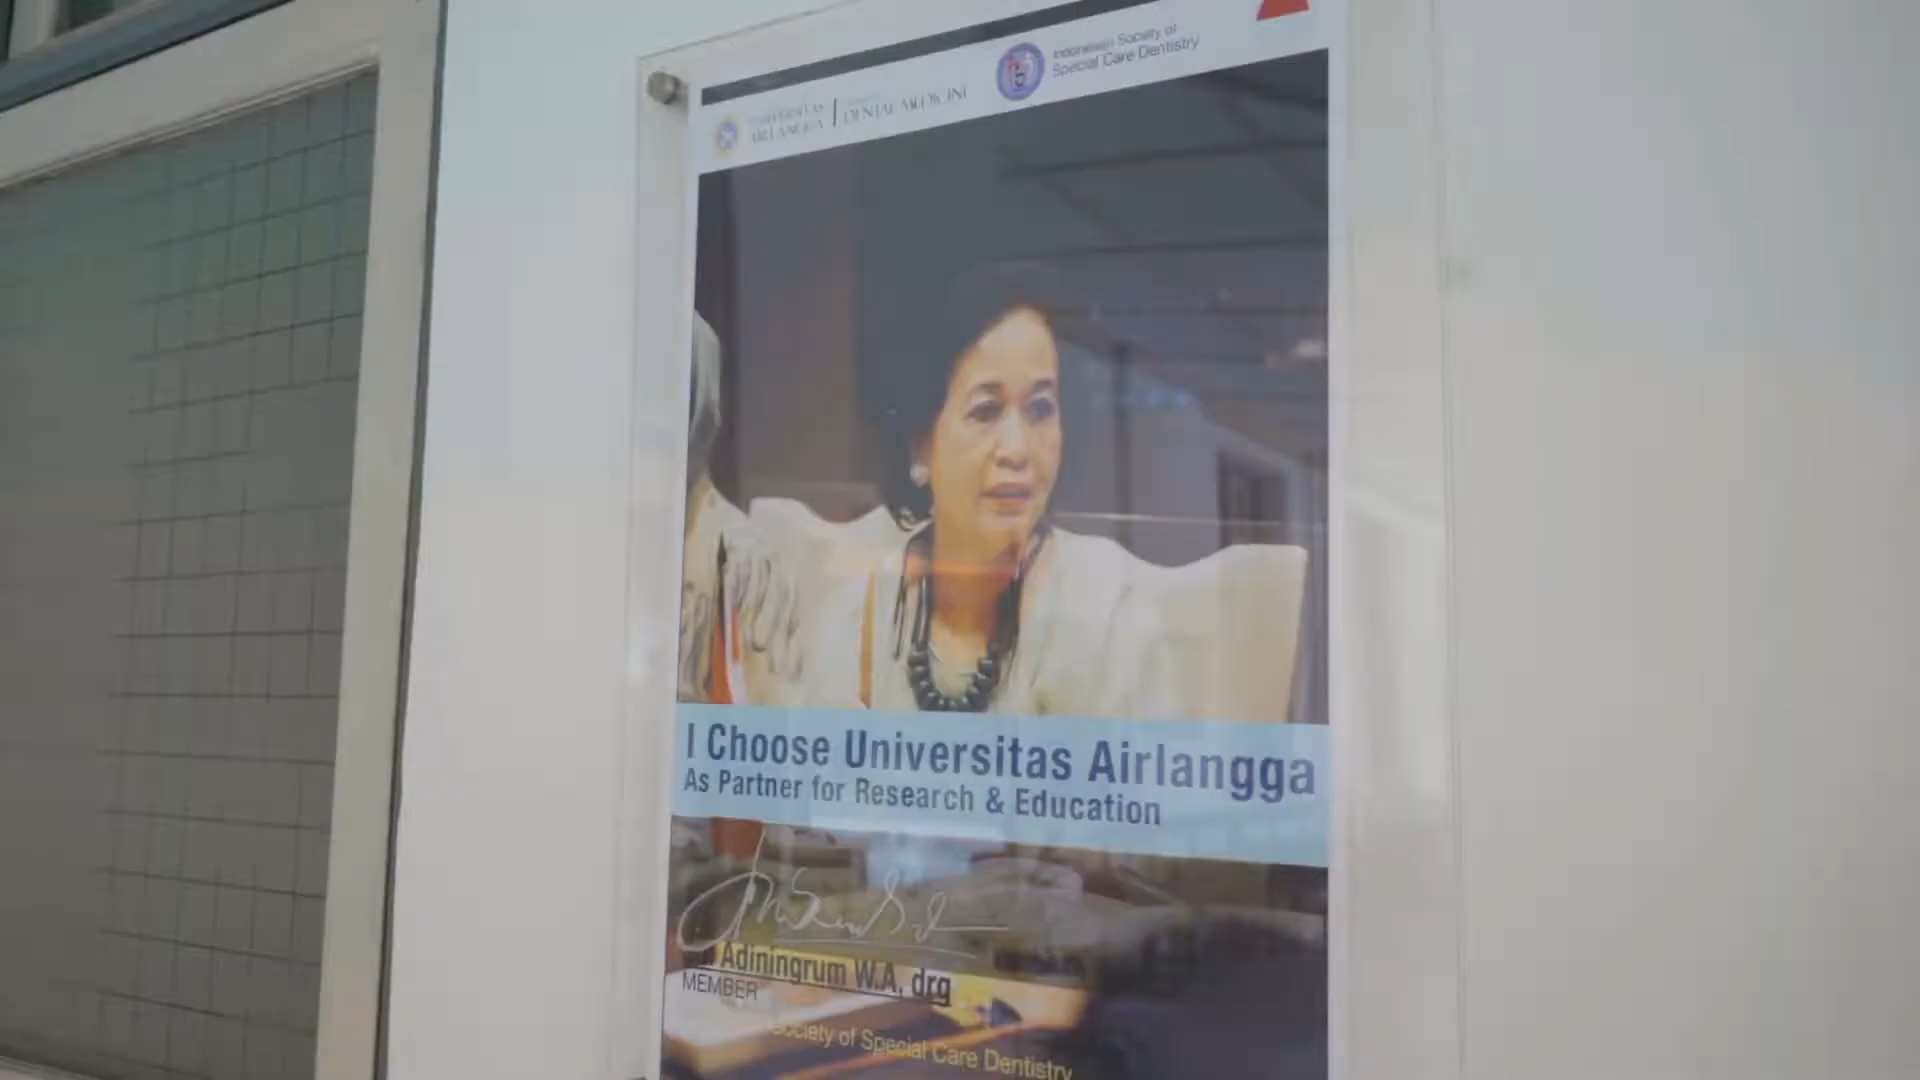 UNIVERSITAS
AIRLANGGA
DENTAL MEDICINE
Indonesian Society of
Special Care Dentistry
I Choose Universitas Airlangga
As Partner for Research & Education
Adiningrum W.A, drg
MEMBER
Society of Special Care Dentistry